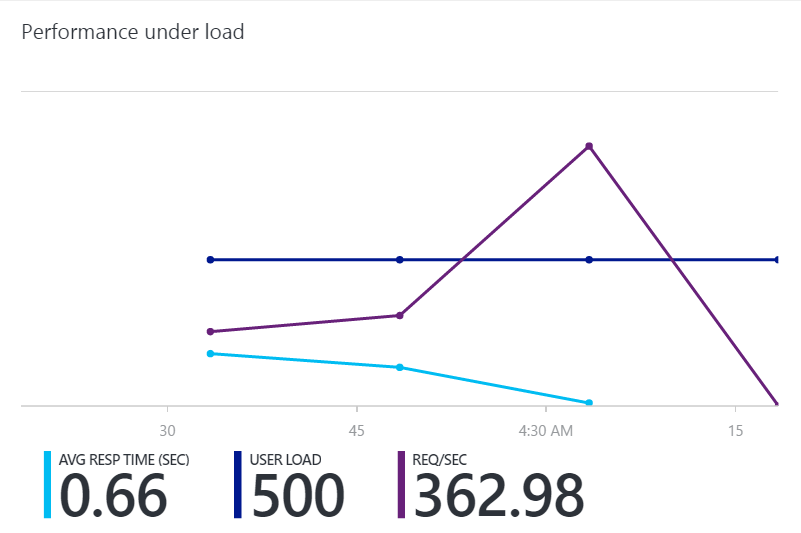 Performance under load
30 45 4:30 AM 15
AVG RESP TIME (SEC) USER LOAD REQ/SEC
0.66 500 362.98